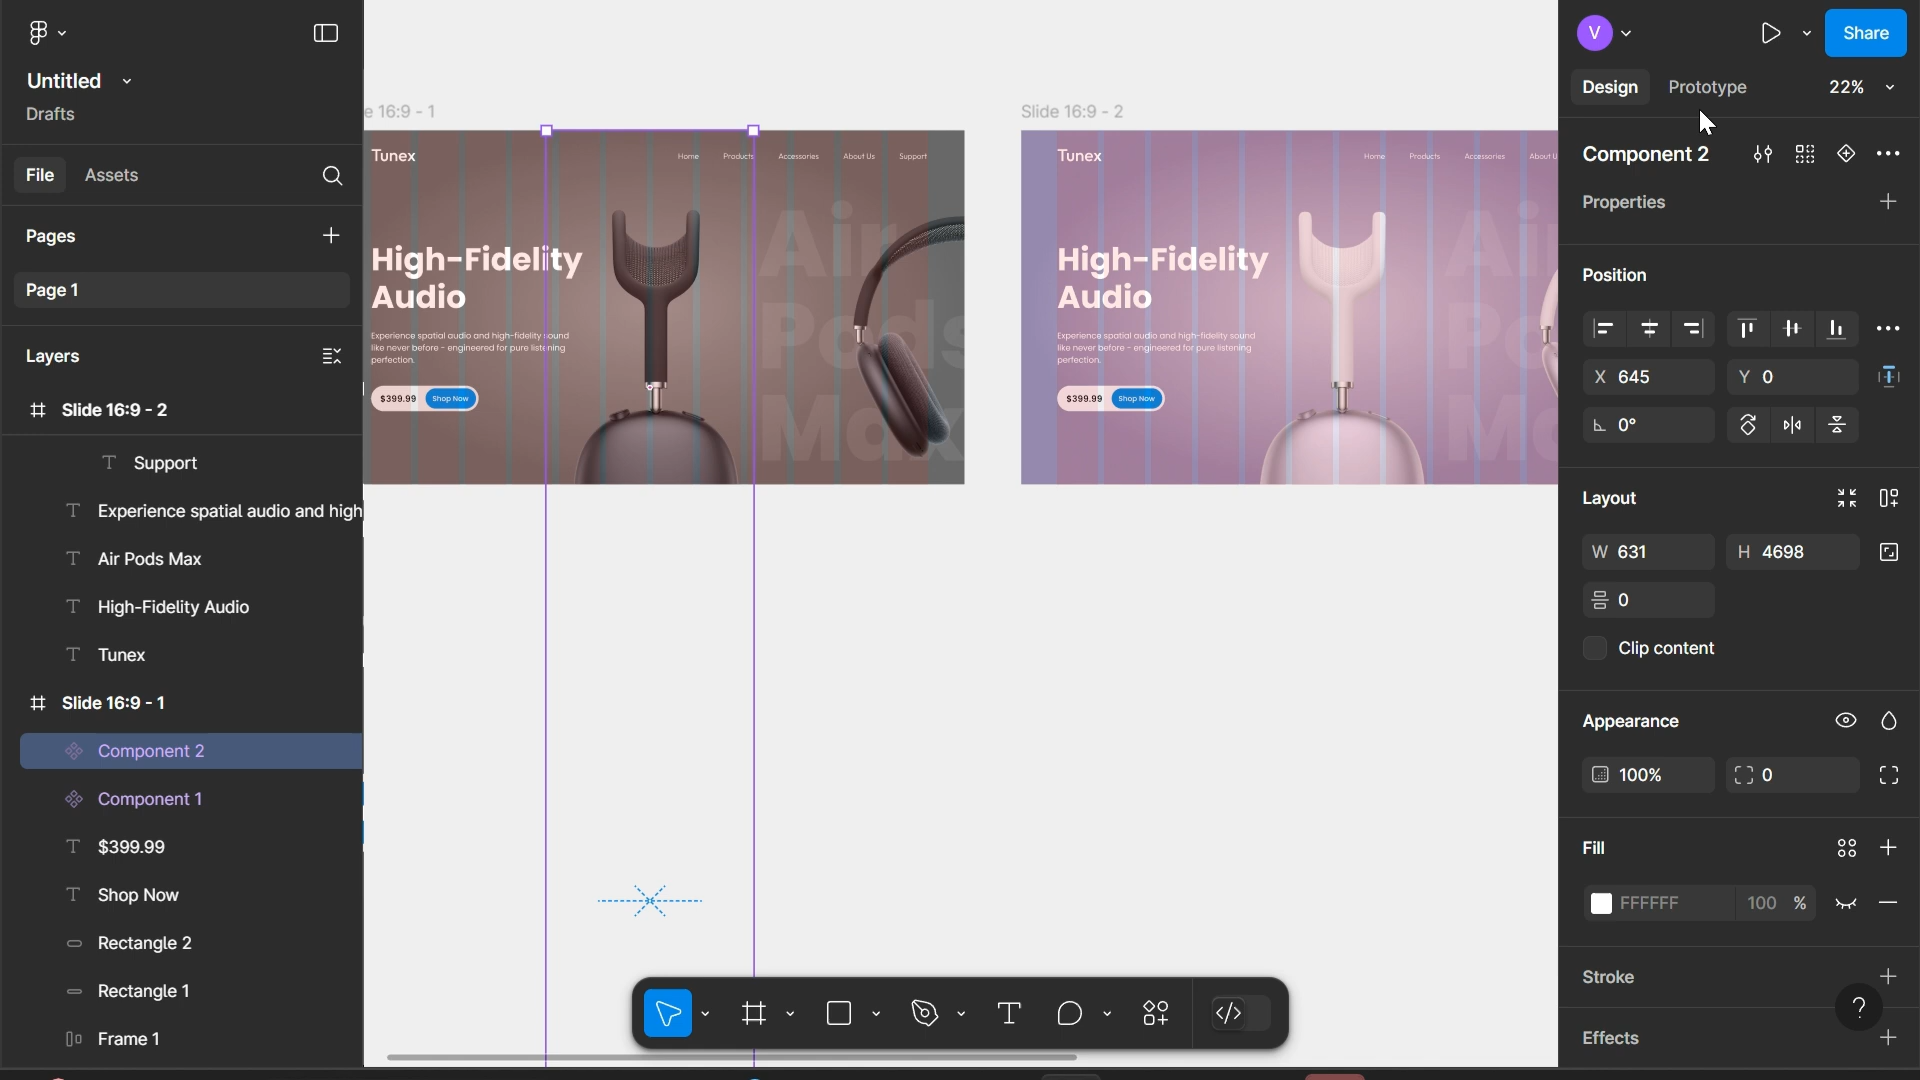 Untitled
Drafts
File
Assets
Pages
Page 1
Layers
Slide 16:9 - 2
Support
Experience spatial audio and high
Air Pods Max
High-Fidelity Audio
Tunex
Slide 16:9 - 1
Component 2
Component 1
$399.99
Shop Now
Rectangle 2
Rectangle 1
Frame 1
e 16:9 - 1
Tunex
Home
Products
Accessories
About Us
Support
High-Fidelity
Audio
Experience spatial audio and high-fidelity sound
like never before - engineered for pure listening
perfection.
$399.99
Shop Now
Air
Pods
Max
Slide 16:9 - 2
Tunex
Home
Products
Accessories
About U
High-Fidelity
Audio
Experience spatial audio and high-fidelity sound
like never before - engineered for pure listening
perfection.
$399.99
Shop Now
Ai
Po
M
V
Share
Design
Prototype
22%
Component 2
Properties
Position
X 645
Y 0
0°
Layout
W 631
H 4698
0
Clip content
Appearance
100%
0
Fill
FFFFFF
100 %
Stroke
Effects
?